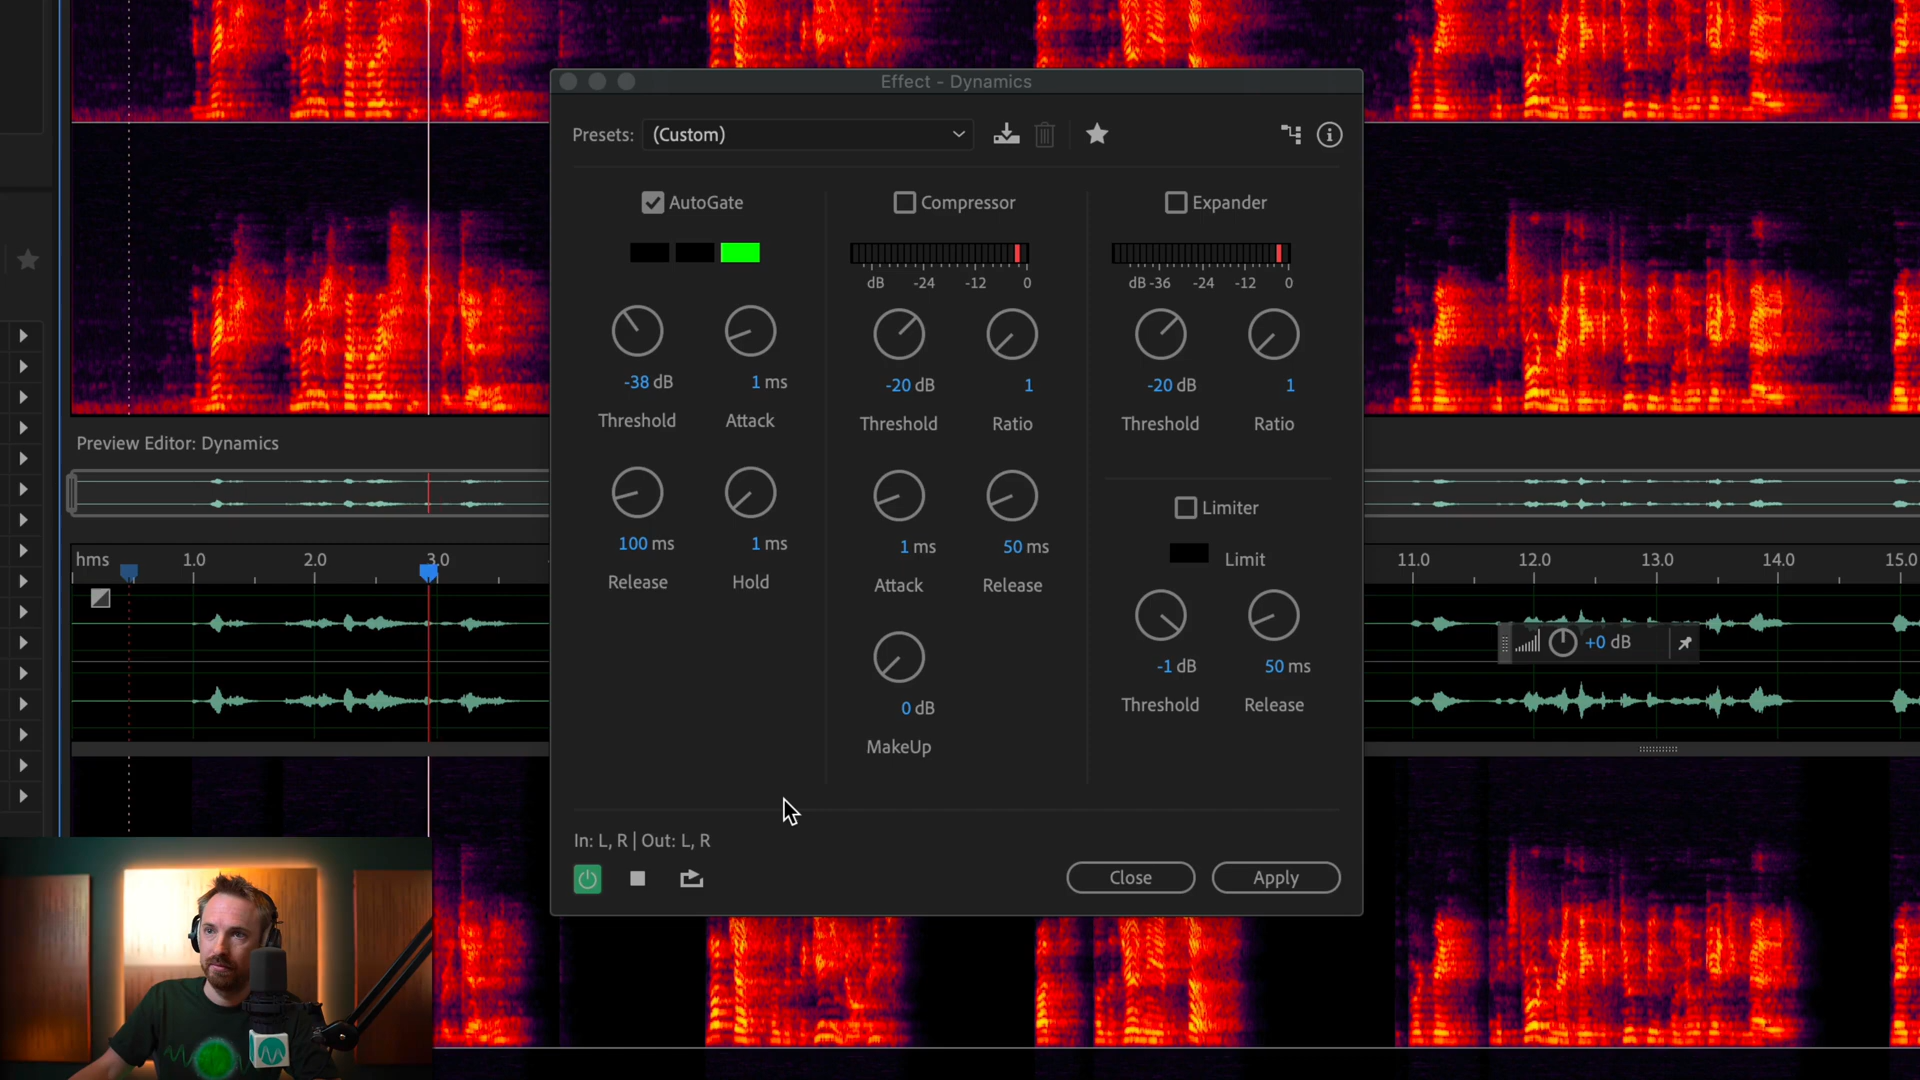 Effect - Dynamics
Presets: (Custom)
AutoGate
Compressor
Expander
dB -24 -12 0
dB -36 -24 -12 0
-38 dB
1 ms
-20 dB
1
-20 dB
1
Threshold
Attack
Threshold
Ratio
Threshold
Ratio
Preview Editor: Dynamics
Limiter
100 ms
1 ms
1 ms
50 ms
Limit
hms 1.0 2.0 3.0 11.0 12.0 13.0 14.0 15.0
Release
Hold
Attack
Release
+0 dB
-1 dB
50 ms
0 dB
Threshold
Release
MakeUp
In: L, R | Out: L, R
Close
Apply